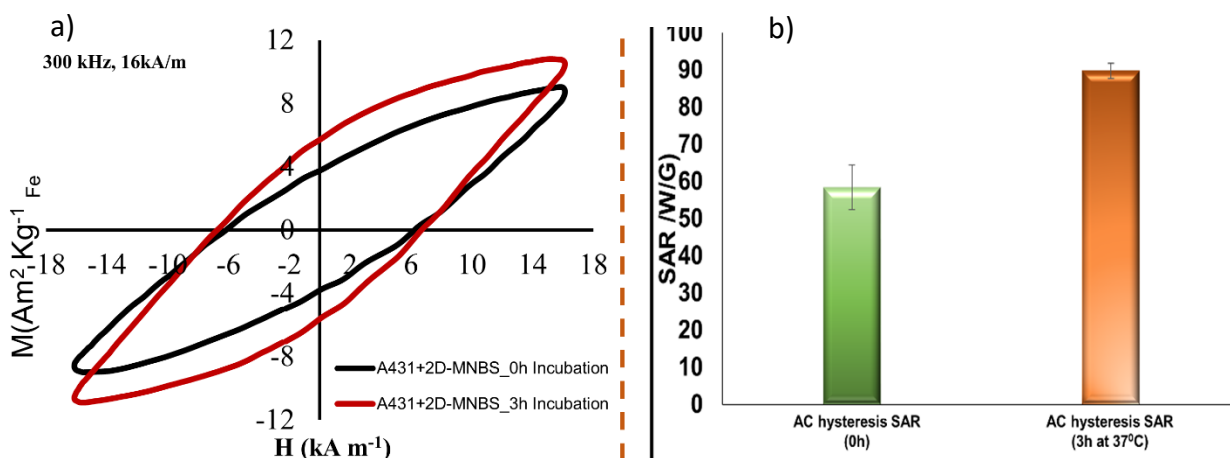 a)
300 kHz, 16kA/m
12
8
4
0
-4
-8
-12
18 -14 -10 -6 -2 2 6 10 14 18
M(Am²,Kg⁻¹ Fe
H (kA m⁻¹)
A431+2D-MNBS_0h Incubation
A431+2D-MNBS_3h Incubation
b)
100
90
80
70
60
50
40
30
20
10
0
SAR /W/G)
AC hysteresis SAR
(0h)
AC hysteresis SAR
(3h at 37⁰C)